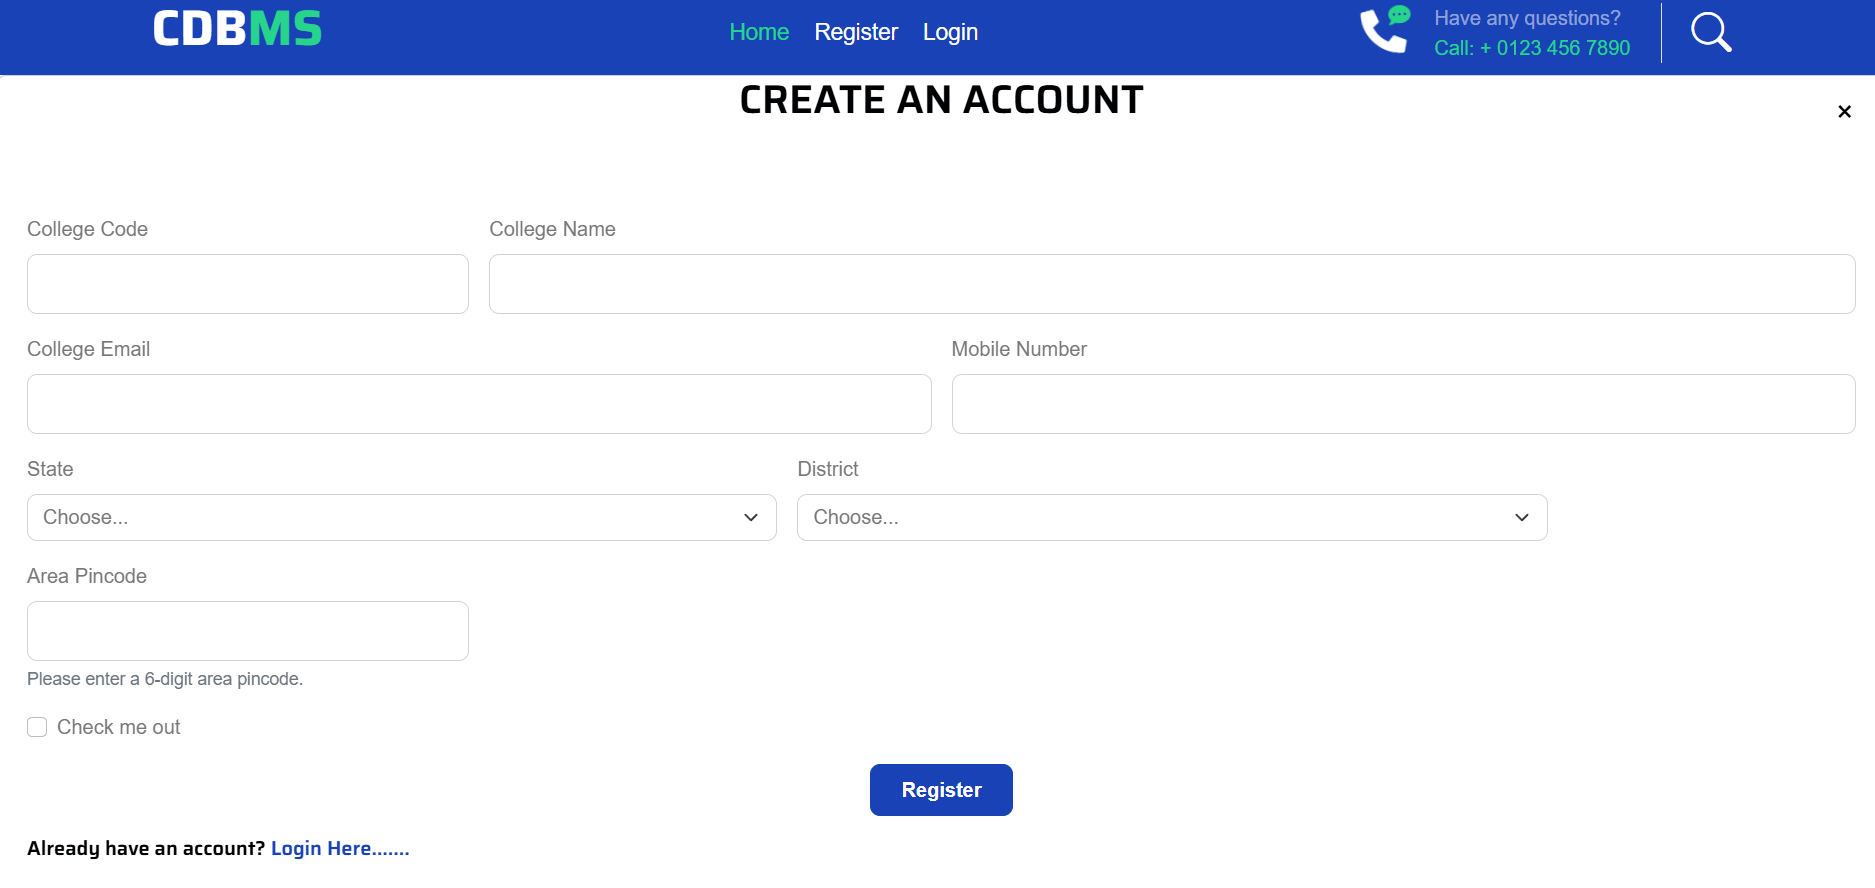 CDBMS
Home Register Login
Have any questions?
Call: + 0123 456 7890
CREATE AN ACCOUNT
College Code College Name
College Email Mobile Number
State District
Choose... Choose...
Area Pincode
Please enter a 6-digit area pincode.
Check me out
Register
Already have an account? Login Here.......